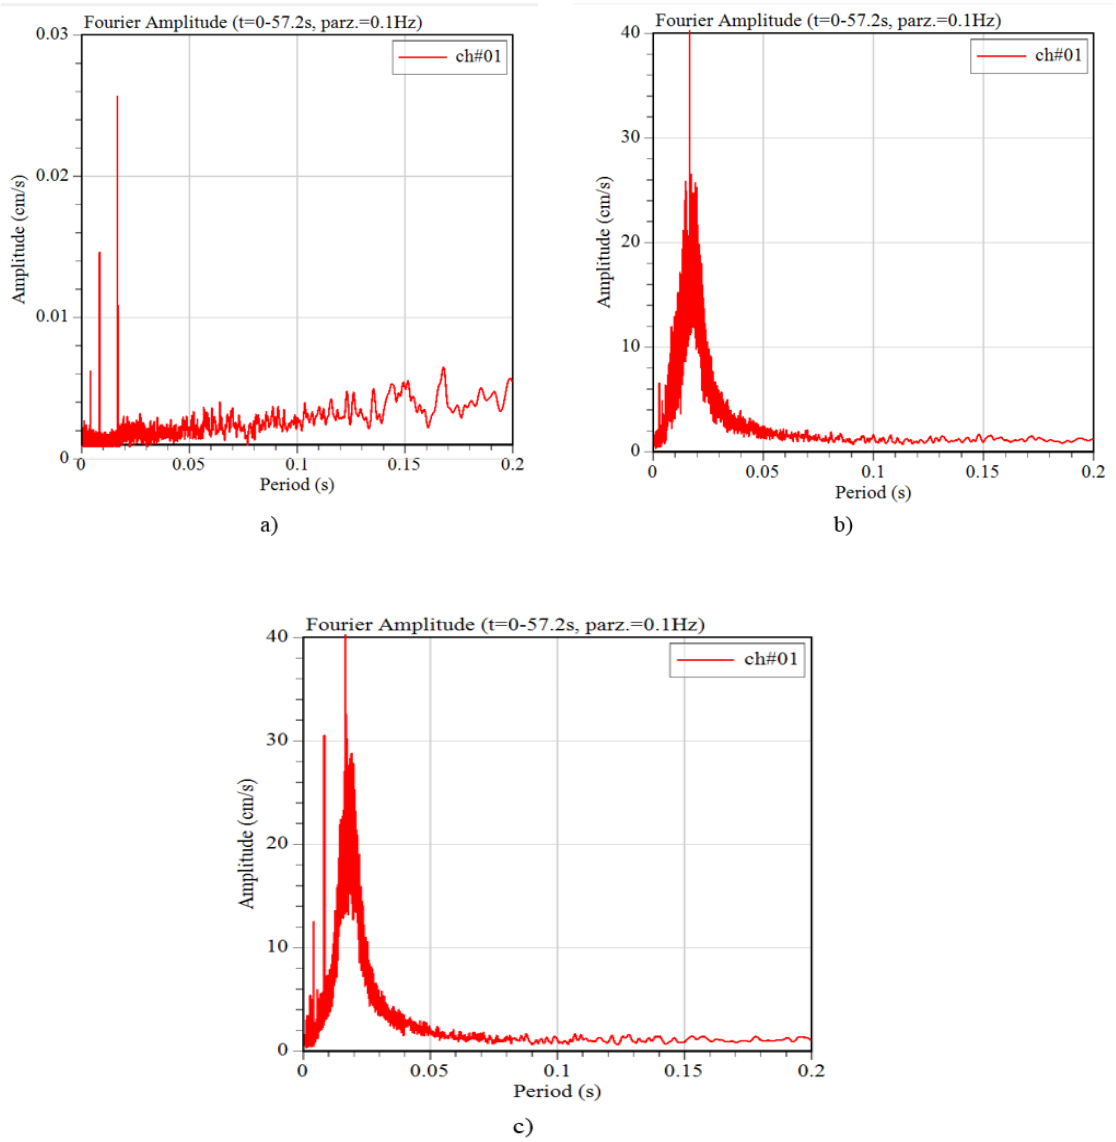 Fourier Amplitude (t=0-57.2s, parz.=0.1Hz)
ch#01
0.03
0.02
0.01
0
Amplitude (cm/s)
0 0.05 0.1 0.15 0.2
Period (s)
a)
Fourier Amplitude (t=0-57.2s, parz.=0.1Hz)
ch#01
40
30
20
10
0
Amplitude (cm/s)
0 0.05 0.1 0.15 0.2
Period (s)
b)
Fourier Amplitude (t=0-57.2s, parz.=0.1Hz)
ch#01
40
30
20
10
0
Amplitude (cm/s)
0 0.05 0.1 0.15 0.2
Period (s)
c)